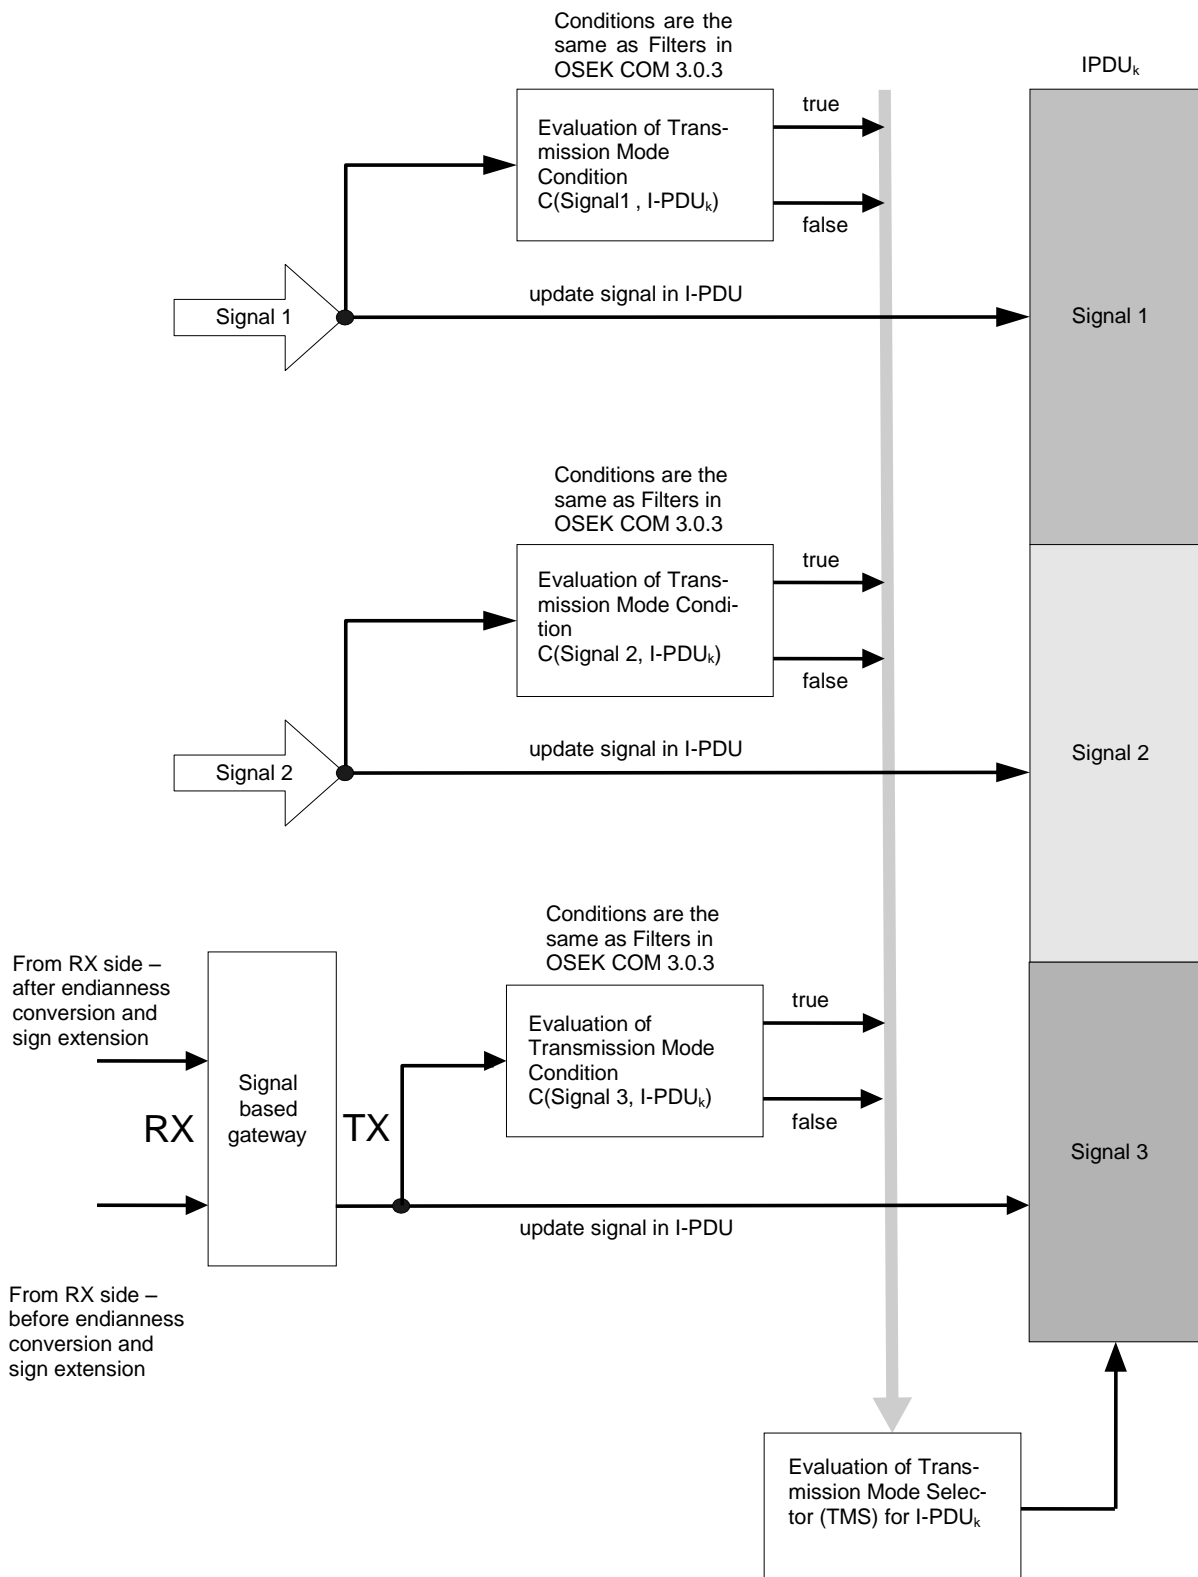 Conditions are the
same as Filters in
OSEK COM 3.0.3
IPDUk
true
Evaluation of Trans-
mission Mode
Condition
C(Signal1 , I-PDUk)
false
update signal in I-PDU
Signal 1
Signal 1
Conditions are the
same as Filters in
OSEK COM 3.0.3
true
Evaluation of Trans-
mission Mode Condi-
tion
C(Signal 2, I-PDUk)
false
update signal in I-PDU
Signal 2
Signal 2
Conditions are the
same as Filters in
OSEK COM 3.0.3
From RX side –
after endianness
conversion and
sign extension
true
Evaluation of
Transmission Mode
Condition
C(Signal 3, I-PDUk)
false
Signal
based
gateway
RX
TX
Signal 3
update signal in I-PDU
From RX side –
before endianness
conversion and
sign extension
Evaluation of Trans-
mission Mode Selec-
tor (TMS) for I-PDUk